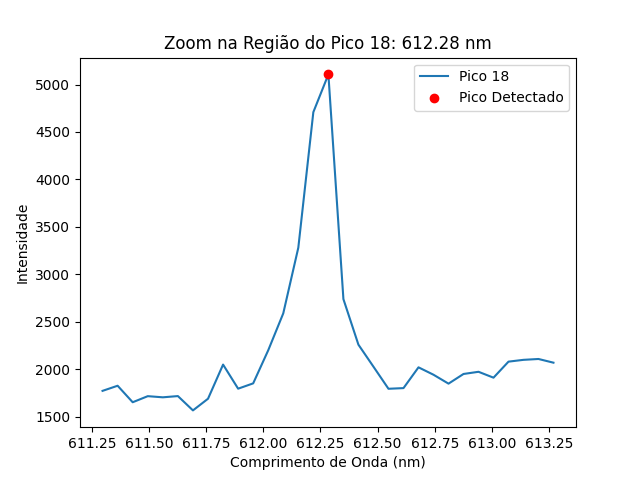 Zoom na Região do Pico 18: 612.28 nm
Pico 18
Pico Detectado
Intensidade
5000
4500
4000
3500
3000
2500
2000
1500
611.25 611.50 611.75 612.00 612.25 612.50 612.75 613.00 613.25
Comprimento de Onda (nm)